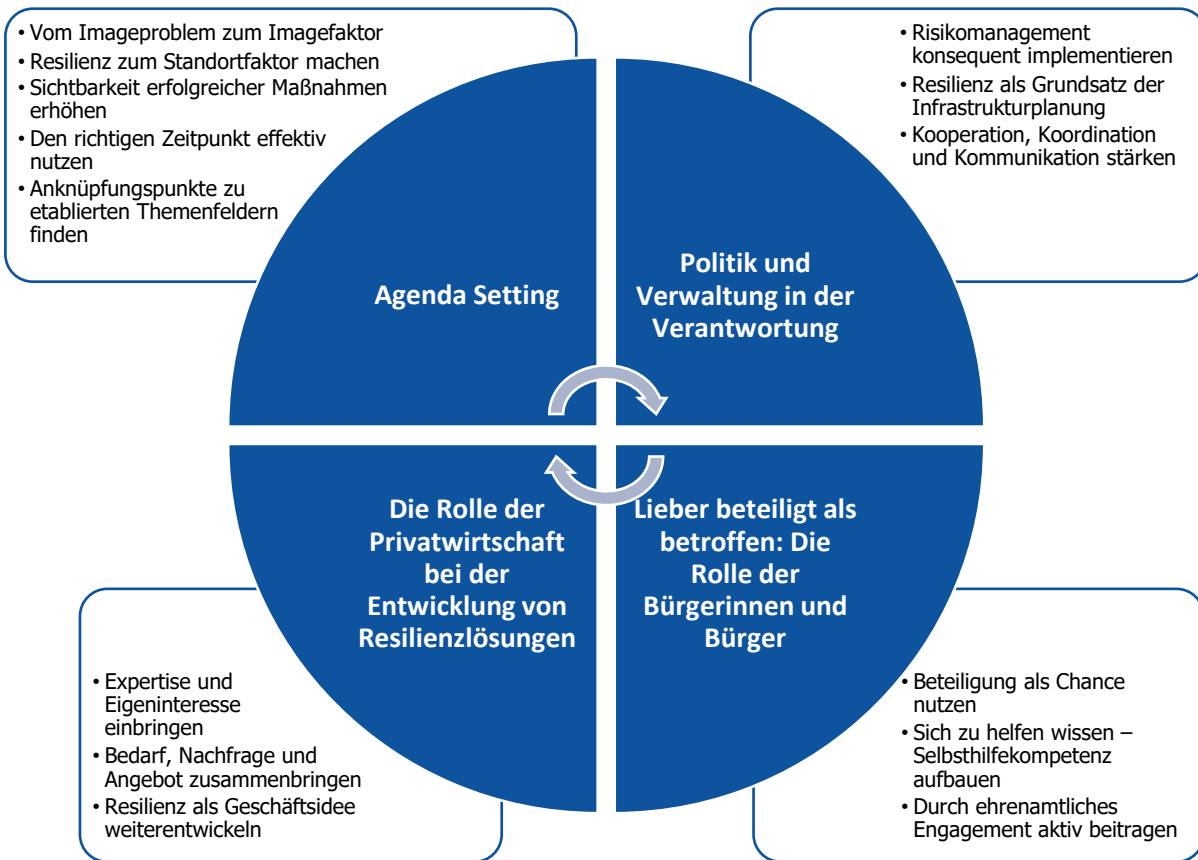 • Vom Imageproblem zum Imagefaktor
• Resilienz zum Standortfaktor machen
• Sichtbarkeit erfolgreicher Maßnahmen
erhöhen
• Den richtigen Zeitpunkt effektiv
nutzen
• Anknüpfungspunkte zu
etablierten Themenfeldern
finden
• Risikomanagement
konsequent implementieren
• Resilienz als Grundsatz der
Infrastrukturplanung
• Kooperation, Koordination
und Kommunikation stärken
Agenda Setting
Politik und
Verwaltung in der
Verantwortung
Die Rolle der
Privatwirtschaft
bei der
Entwicklung von
Resilienzlösungen
Lieber beteiligt als
betroffen: Die
Rolle der
Bürgerinnen und
Bürger
• Expertise und
Eigeninteresse
einbringen
• Bedarf, Nachfrage und
Angebot zusammenbringen
• Resilienz als Geschäftsidee
weiterentwickeln
• Beteiligung als Chance
nutzen
• Sich zu helfen wissen –
Selbsthilfekompetenz
aufbauen
• Durch ehrenamtliches
Engagement aktiv beitragen